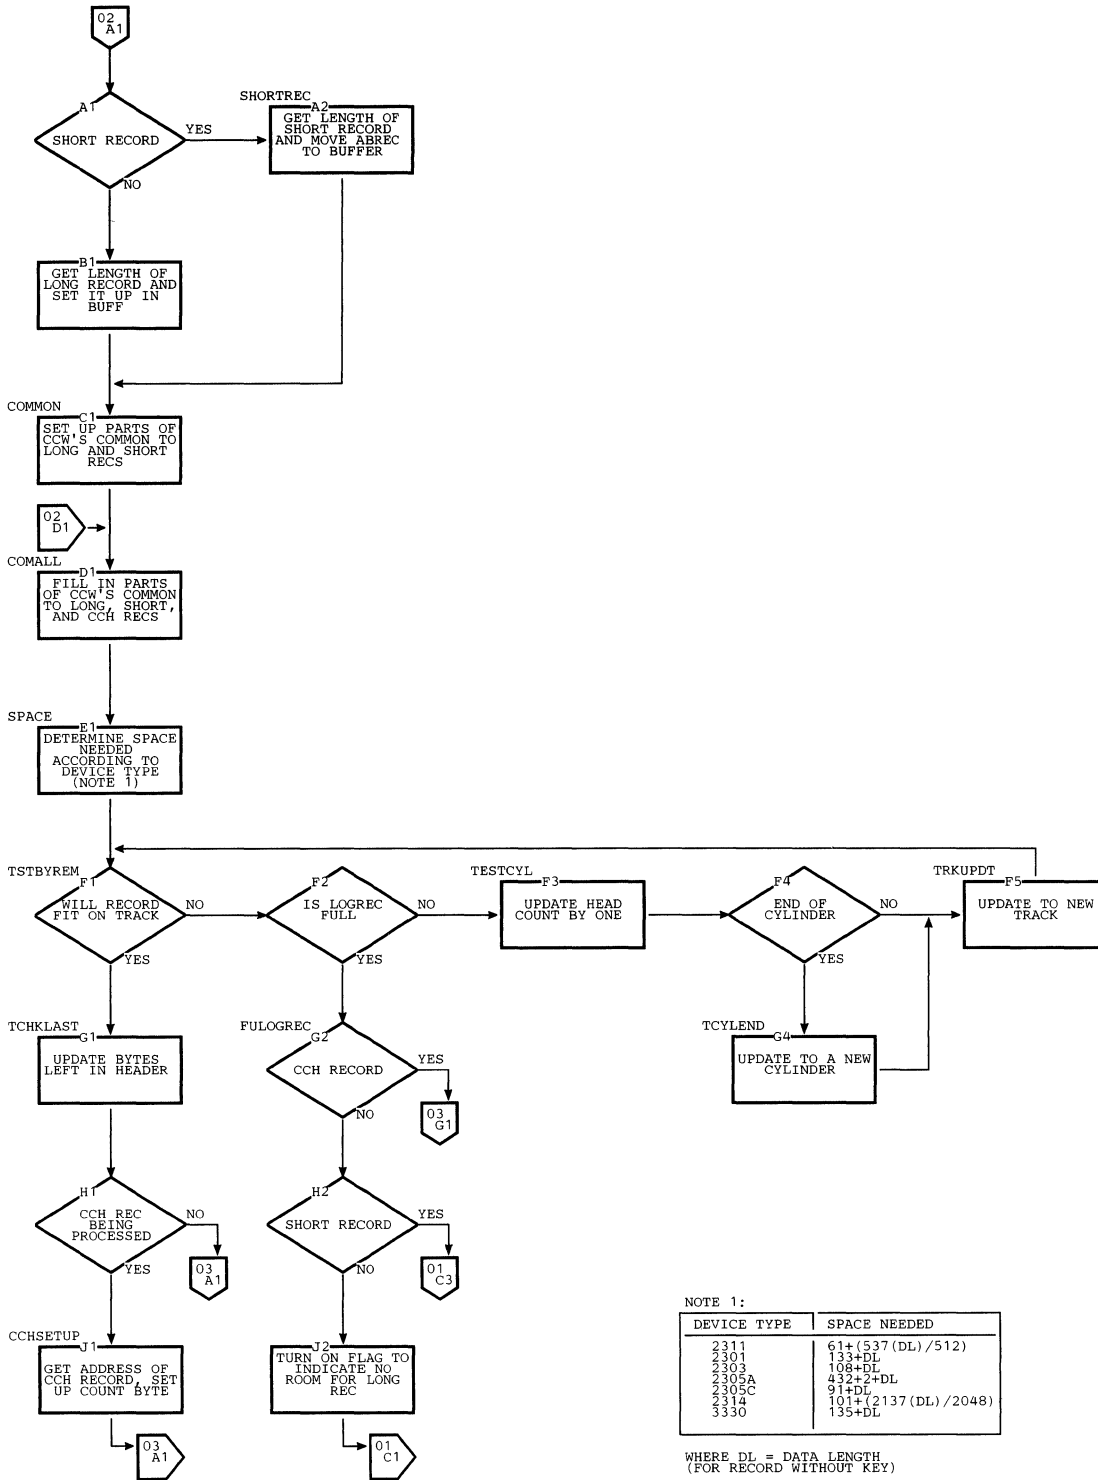 02
A1
A1
SHORT RECORD
YES
NO
SHORTREC
A2
GET LENGTH OF
SHORT RECORD
AND MOVE ABREC
TO BUFFER
B1
GET LENGTH OF
LONG RECORD AND
SET IT UP IN
BUFF
COMMON
C1
SET UP PARTS OF
CCW'S COMMON TO
LONG AND SHORT
RECS
02
D1
COMALL
D1
FILL IN PARTS
OF CCW'S COMMON
TO LONG, SHORT,
AND CCH RECS
SPACE
E1
DETERMINE SPACE
NEEDED
ACCORDING TO
DEVICE TYPE
(NOTE 1)
TSTBYREM
F1
WILL RECORD
FIT ON TRACK
NO
YES
F2
IS LOGREC
FULL
NO
YES
TESTCYL
F3
UPDATE HEAD
COUNT BY ONE
F4
END OF
CYLINDER
NO
YES
TRKUPDT
F5
UPDATE TO NEW
TRACK
TCHKLAST
G1
UPDATE BYTES
LEFT IN HEADER
FULOGREC
G2
CCH RECORD
YES
NO
03
G1
TCYLEND
G4
UPDATE TO A NEW
CYLINDER
H1
CCH REC
BEING
PROCESSED
NO
YES
03
A1
H2
SHORT RECORD
YES
NO
01
C3
CCHSETUP
J1
GET ADDRESS OF
CCH RECORD, SET
UP COUNT BYTE
03
A1
J2
TURN ON FLAG TO
INDICATE NO
ROOM FOR LONG
REC
01
C1
NOTE 1:
DEVICE TYPE SPACE NEEDED
2311 61+(537(DL)/512)
2301 133+DL
2303 108+DL
2305A 432+2+DL
2305C 91+DL
2314 101+(2137(DL)/2048)
3330 135+DL
WHERE DL = DATA LENGTH
(FOR RECORD WITHOUT KEY)